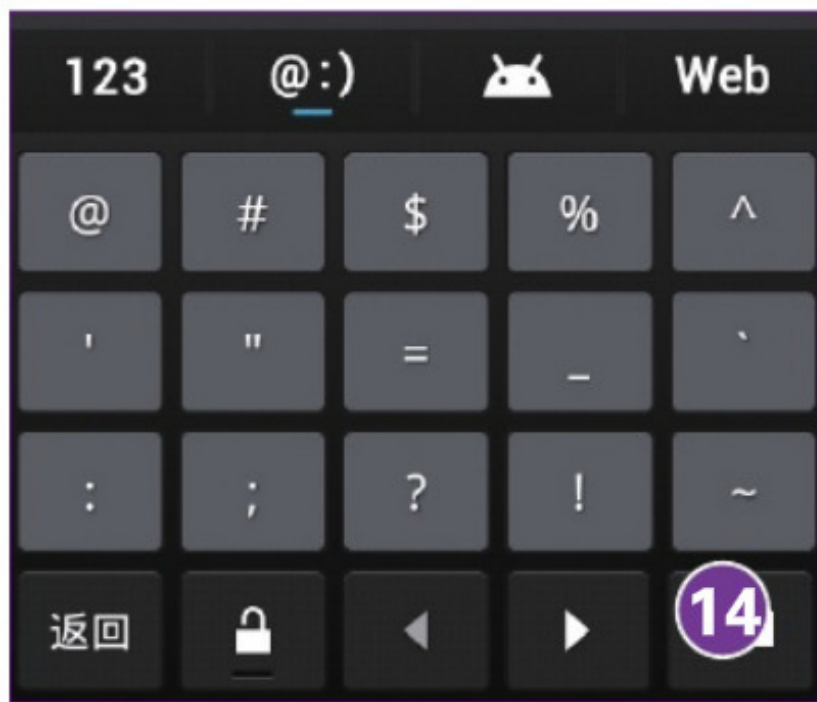 123 @:) Web
@ # $ % ^
' " = _ `
: ; ? ! ~
返回 14